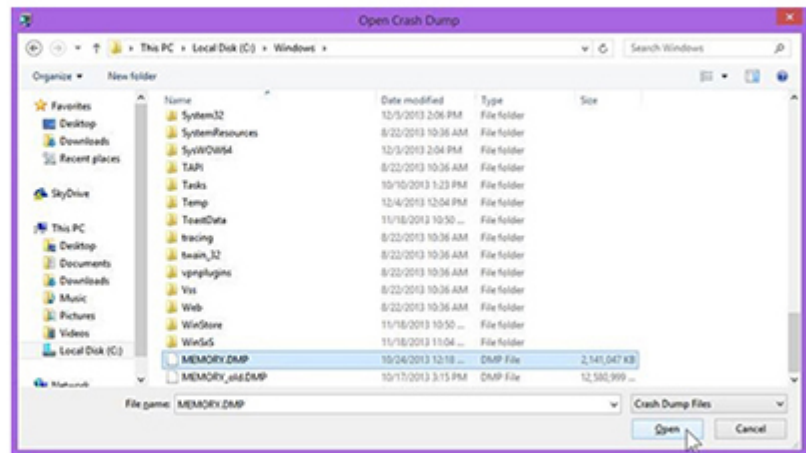 Open Crash Dump
This PC Local Disk (C:) Windows Search Windows
Organize New folder
Favorites
Desktop
Downloads
Recent places
SkyDrive
This PC
Desktop
Documents
Downloads
Music
Pictures
Videos
Local Disk (C:)
Network
Name Date modified Type Size
System32 12/5/2013 2:06 PM File folder
SystemResources 8/22/2013 10:36 AM File folder
SysWOW64 12/3/2013 2:04 PM File folder
TAPI 8/22/2013 10:36 AM File folder
Tasks 10/10/2013 1:23 PM File folder
Temp 12/4/2013 12:04 PM File folder
ToastData 11/18/2013 10:50 ... File folder
tracing 8/22/2013 10:36 AM File folder
twain_32 8/22/2013 10:36 AM File folder
vpnplugins 8/22/2013 10:36 AM File folder
Vss 8/22/2013 10:36 AM File folder
Web 8/22/2013 10:36 AM File folder
WinStore 11/18/2013 10:50 ... File folder
WinSxS 11/18/2013 11:04 ... File folder
MEMORY.DMP 10/24/2013 12:18 ... DMP File 2,141,047 KB
MEMORY_old.DMP 10/17/2013 3:15 PM DMP File 12,580,999 ...
File name: MEMORY.DMP Crash Dump Files
Open Cancel